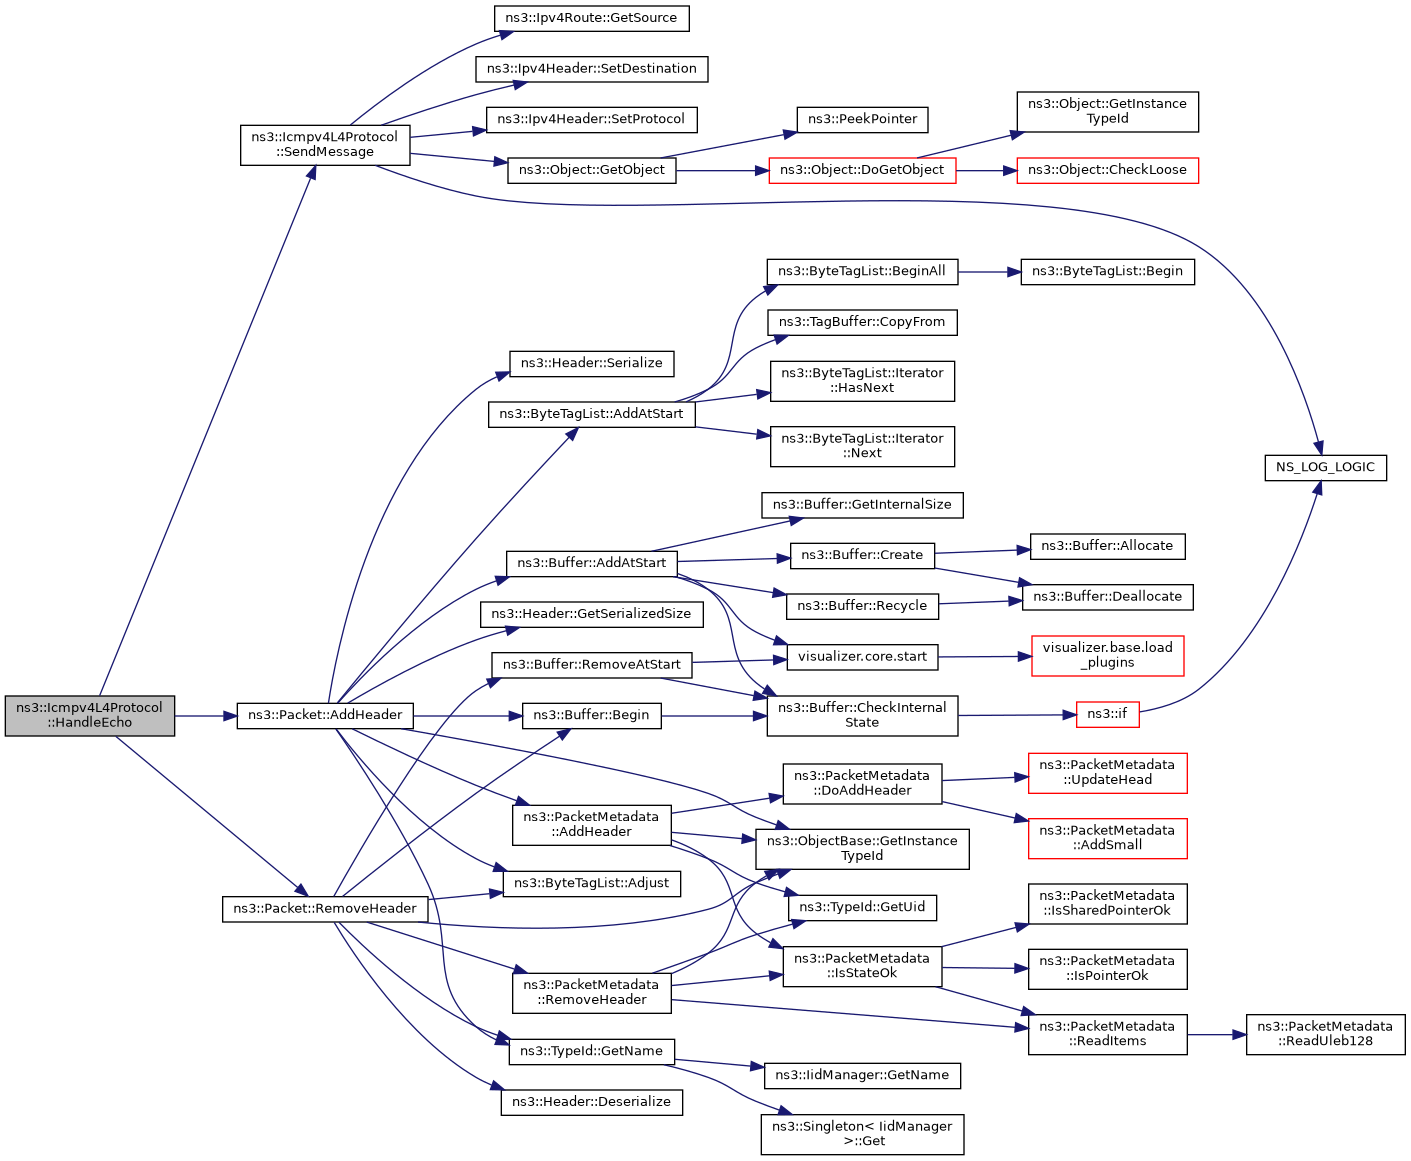 ns3::Ipv4Route::GetSource
ns3::Ipv4Header::SetDestination
ns3::Icmpv4L4Protocol
::SendMessage
ns3::Ipv4Header::SetProtocol
ns3::Object::GetObject
ns3::PeekPointer
ns3::Object::DoGetObject
ns3::Object::GetInstance
TypeId
ns3::Object::CheckLoose
ns3::ByteTagList::BeginAll
ns3::ByteTagList::Begin
ns3::TagBuffer::CopyFrom
ns3::Header::Serialize
ns3::ByteTagList::AddAtStart
ns3::ByteTagList::Iterator
::HasNext
ns3::ByteTagList::Iterator
::Next
NS_LOG_LOGIC
ns3::Buffer::GetInternalSize
ns3::Buffer::AddAtStart
ns3::Buffer::Create
ns3::Buffer::Allocate
ns3::Buffer::Recycle
ns3::Buffer::Deallocate
ns3::Header::GetSerializedSize
ns3::Buffer::RemoveAtStart
visualizer.core.start
visualizer.base.load
_plugins
ns3::Icmpv4L4Protocol
::HandleEcho
ns3::Packet::AddHeader
ns3::Buffer::Begin
ns3::Buffer::CheckInternal
State
ns3::if
ns3::PacketMetadata
::DoAddHeader
ns3::PacketMetadata
::UpdateHead
ns3::PacketMetadata
::AddHeader
ns3::PacketMetadata
::AddSmall
ns3::ObjectBase::GetInstance
TypeId
ns3::ByteTagList::Adjust
ns3::Packet::RemoveHeader
ns3::TypeId::GetUid
ns3::PacketMetadata
::IsSharedPointerOk
ns3::PacketMetadata
::IsStateOk
ns3::PacketMetadata
::IsPointerOk
ns3::PacketMetadata
::RemoveHeader
ns3::PacketMetadata
::ReadItems
ns3::PacketMetadata
::ReadUleb128
ns3::TypeId::GetName
ns3::IidManager::GetName
ns3::Header::Deserialize
ns3::Singleton< IidManager
>::Get